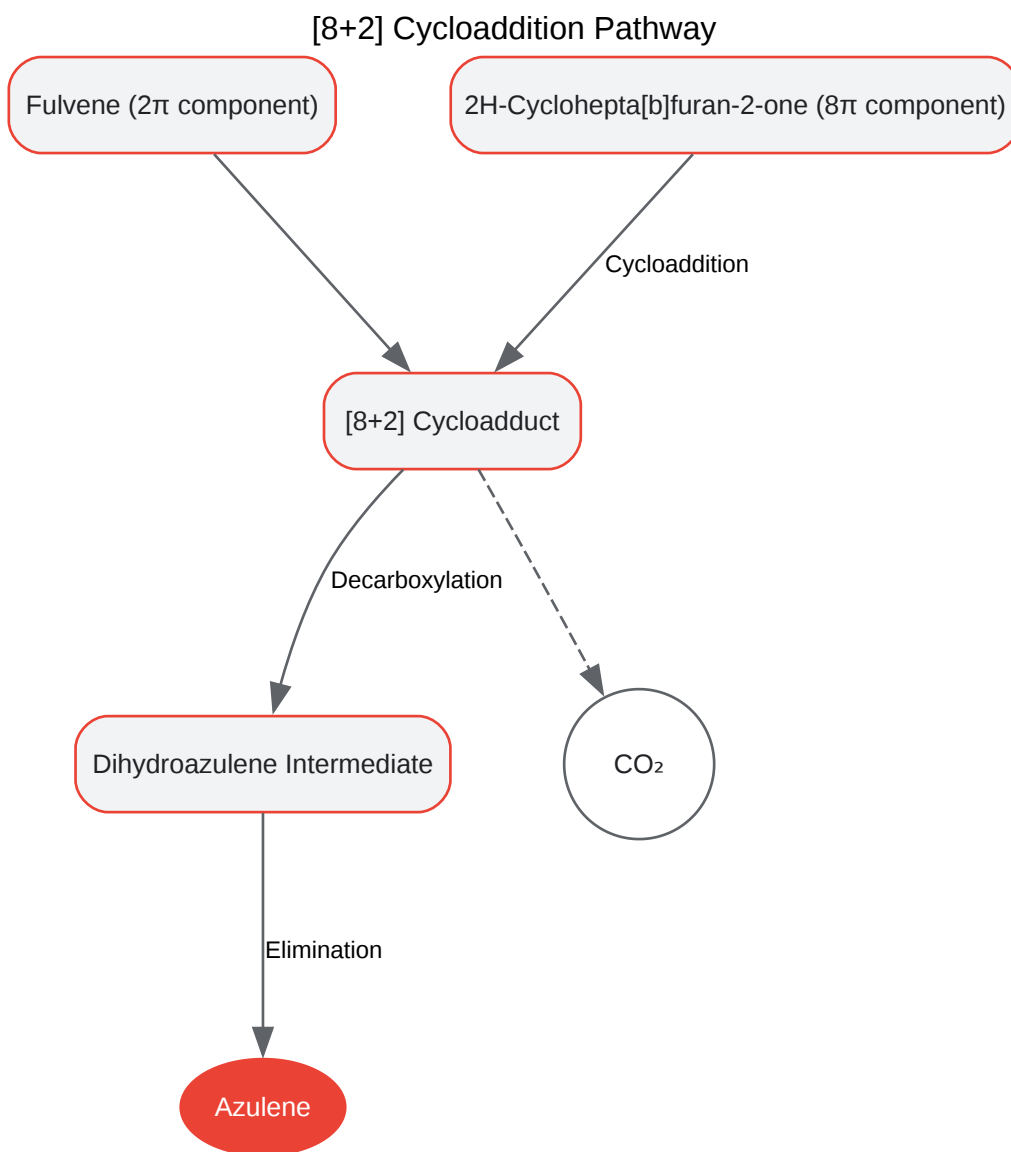 [8+2] Cycloaddition Pathway
Fulvene (2π component)
2H-Cyclohepta[b]furan-2-one (8π component)
Cycloaddition
[8+2] Cycloadduct
Decarboxylation
Dihydroazulene Intermediate
CO₂
Elimination
Azulene